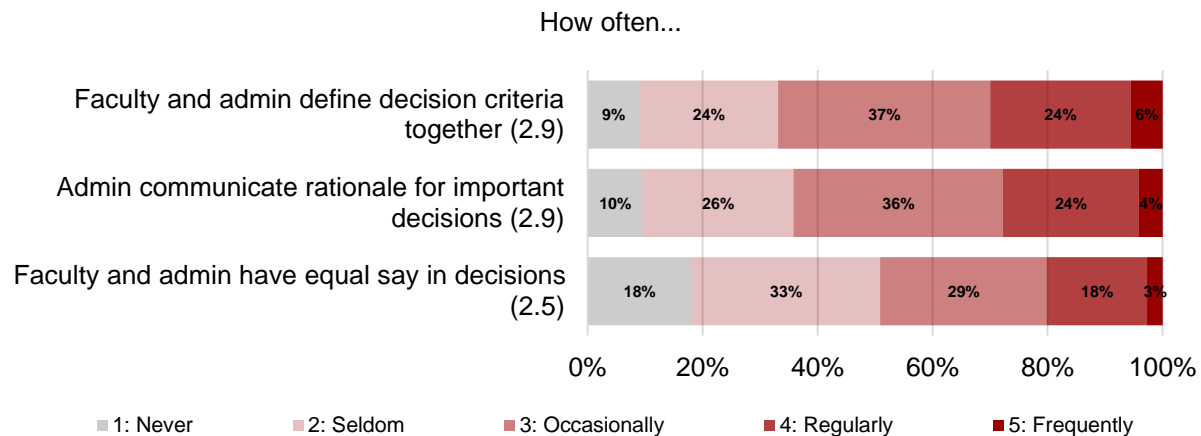 How often...
Faculty and admin define decision criteria
together (2.9)
9% 24% 37% 24% 6%
Admin communicate rationale for important
decisions (2.9)
10% 26% 36% 24% 4%
Faculty and admin have equal say in decisions
(2.5)
18% 33% 29% 18% 3%
0% 20% 40% 60% 80% 100%
1: Never 2: Seldom 3: Occasionally 4: Regularly 5: Frequently